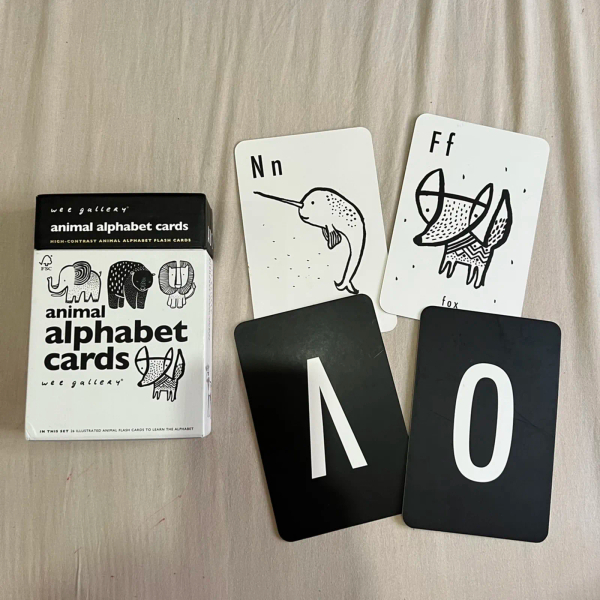 wee gallery
animal alphabet cards
HIGH-CONTRAST ANIMAL ALPHABET FLASH CARDS
FSC
animal
alphabet
cards
wee gallery
IN THIS SET 26 ILLUSTRATED ANIMAL FLASH CARDS TO LEARN THE ALPHABET
Nn
Ff
fox
V
O